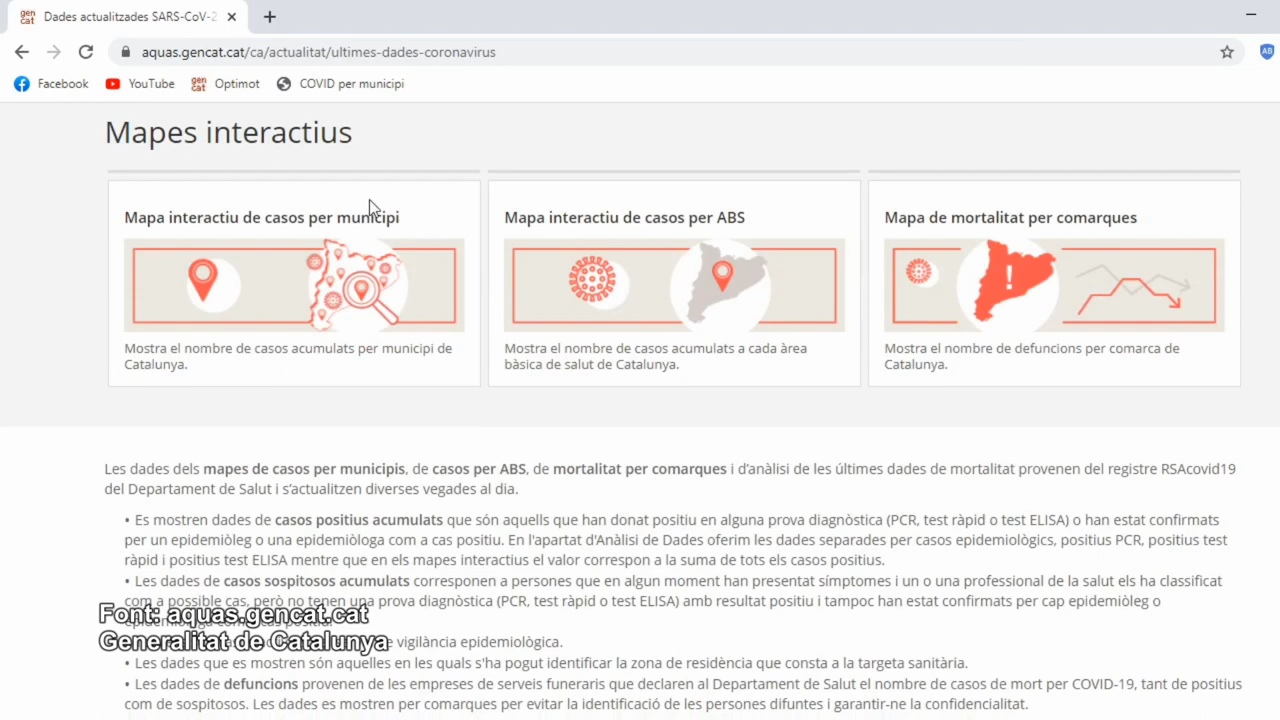 gen cat Dades actualitzades SARS-CoV-2
aquas.gencat.cat/ca/actualitat/ultimes-dades-coronavirus
AB
Facebook YouTube gen cat Optimot COVID per municipi
Mapes interactius
Mapa interactiu de casos per municipi
Mostra el nombre de casos acumulats per municipi de
Catalunya.
Mapa interactiu de casos per ABS
Mostra el nombre de casos acumulats a cada àrea
bàsica de salut de Catalunya.
Mapa de mortalitat per comarques
Mostra el nombre de defuncions per comarca de
Catalunya.
Les dades dels mapes de casos per municipis, de casos per ABS, de mortalitat per comarques i d’anàlisi de les últimes dades de mortalitat provenen del registre RSAcovid19
del Departament de Salut i s’actualitzen diverses vegades al dia.
• Es mostren dades de casos positius acumulats que són aquells que han donat positiu en alguna prova diagnòstica (PCR, test ràpid o test ELISA) o han estat confirmats
per un epidemiòleg o una epidemiòloga com a cas positiu. En l'apartat d'Anàlisi de Dades oferim les dades separades per casos epidemiològics, positius PCR, positius test
ràpid i positius test ELISA mentre que en els mapes interactius el valor correspon a la suma de tots els casos positius.
• Les dades de casos sospitosos acumulats corresponen a persones que en algun moment han presentat símptomes i un o una professional de la salut els ha classificat
com a possible cas, però no tenen una prova diagnòstica (PCR, test ràpid o test ELISA) amb resultat positiu i tampoc han estat confirmats per cap epidemiòleg o
Font: aquas.gencat.cat
Generalitat de Catalunya
vigilància epidemiològica.
• Les dades que es mostren són aquelles en les quals s'ha pogut identificar la zona de residència que consta a la targeta sanitària.
• Les dades de defuncions provenen de les empreses de serveis funeraris que declaren al Departament de Salut el nombre de casos de mort per COVID-19, tant de positius
com de sospitosos. Les dades es mostren per comarques per evitar la identificació de les persones difuntes i garantir-ne la confidencialitat.